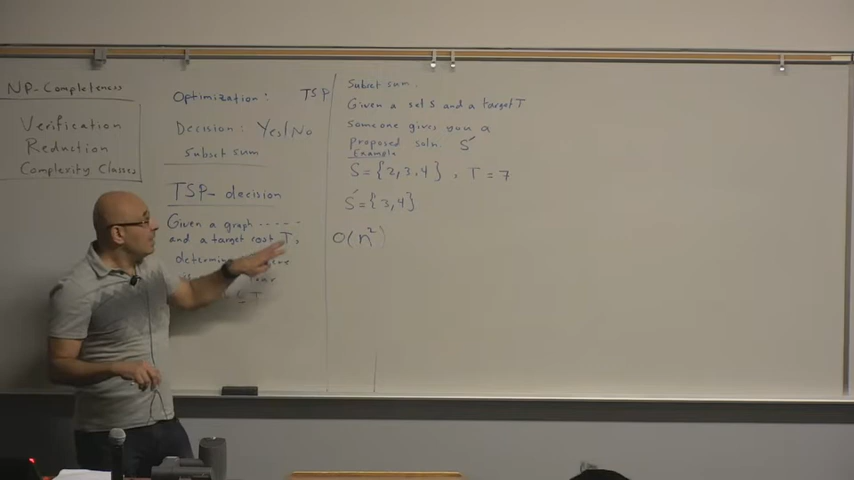 NP-Completeness
Verification
Reduction
Complexity Classes
Optimization: TSP
Decision: Yes/No
Subset sum
TSP- decision
Given a graph -----
and a target cost T,
≤ T
Subset sum.
Given a set S and a target T
Someone gives you a
proposed soln. S'
Example
S = {2,3,4} , T = 7
S' = {3,4}
O(n²)